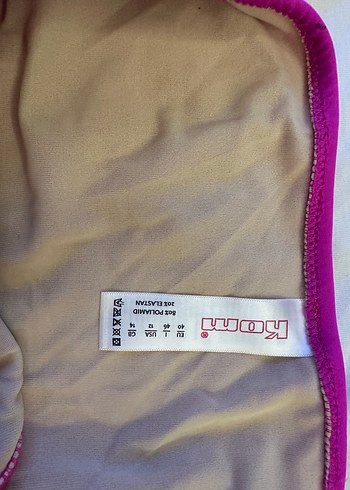 Kom®
EU I USA GB
40 46 12 14
80% POLIAMID
20% ELASTAN